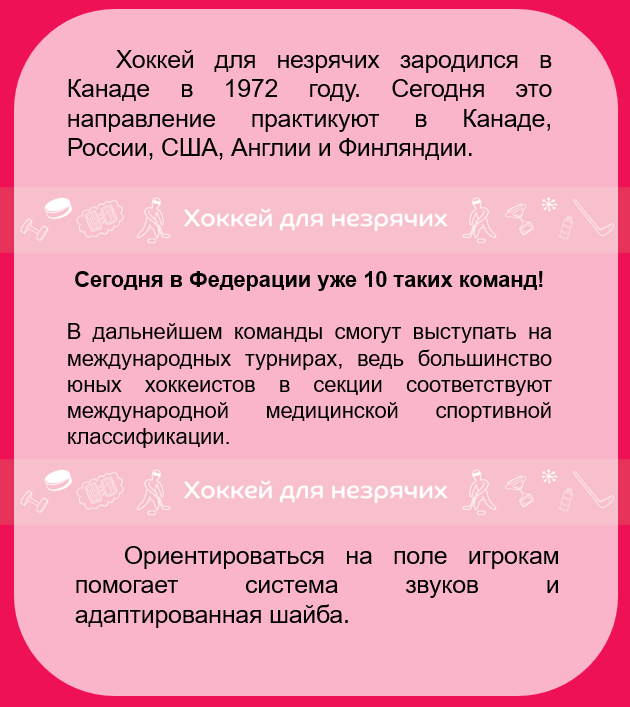 Хоккей для незрячих зародился в
Канаде в 1972 году. Сегодня это
направление практикуют в Канаде,
России, США, Англии и Финляндии.
Хоккей для незрячих
Сегодня в Федерации уже 10 таких команд!
В дальнейшем команды смогут выступать на
международных турнирах, ведь большинство
юных хоккеистов в секции соответствуют
международной медицинской спортивной
классификации.
Хоккей для незрячих
Ориентироваться на поле игрокам
помогает система звуков и
адаптированная шайба.